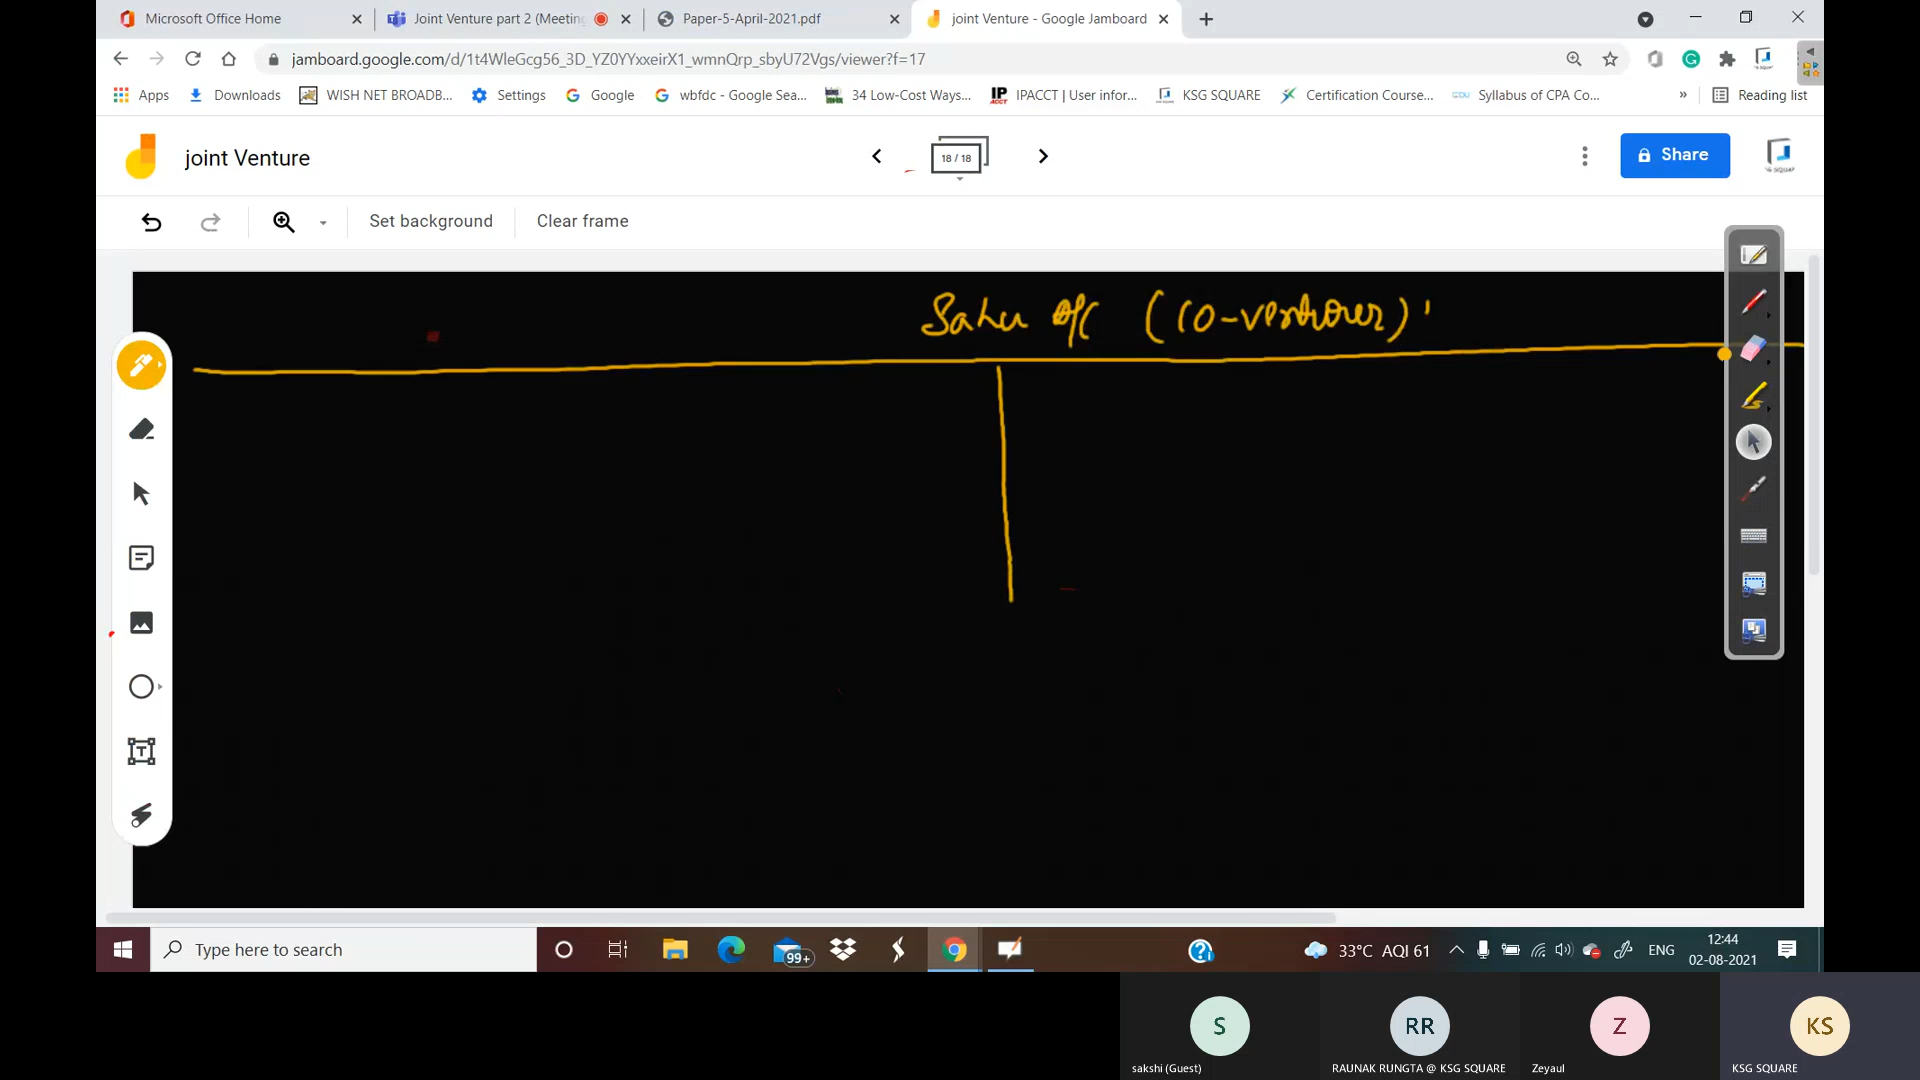 Microsoft Office Home
Joint Venture part 2 (Meeting
Paper-5-April-2021.pdf
joint Venture - Google Jamboard
jamboard.google.com/d/1t4WleGcg56_3D_YZ0YYxxeirX1_wmnQrp_sbyU72Vgs/viewer?f=17
Apps
Downloads
WISH NET BROADB...
Settings
Google
wbfdc - Google Sea...
34 Low-Cost Ways...
IP ACCT
IPACCT | User infor...
KSG SQUARE
Certification Course...
Syllabus of CPA Co...
»
Reading list
joint Venture
18 / 18
Share
Set background
Clear frame
Sahu a/c (co-venturer)
Type here to search
99+
33°C AQI 61
ENG
12:44
02-08-2021
S
RR
Z
KS
sakshi (Guest)
RAUNAK RUNGTA @ KSG SQUARE
Zeyaul
KSG SQUARE